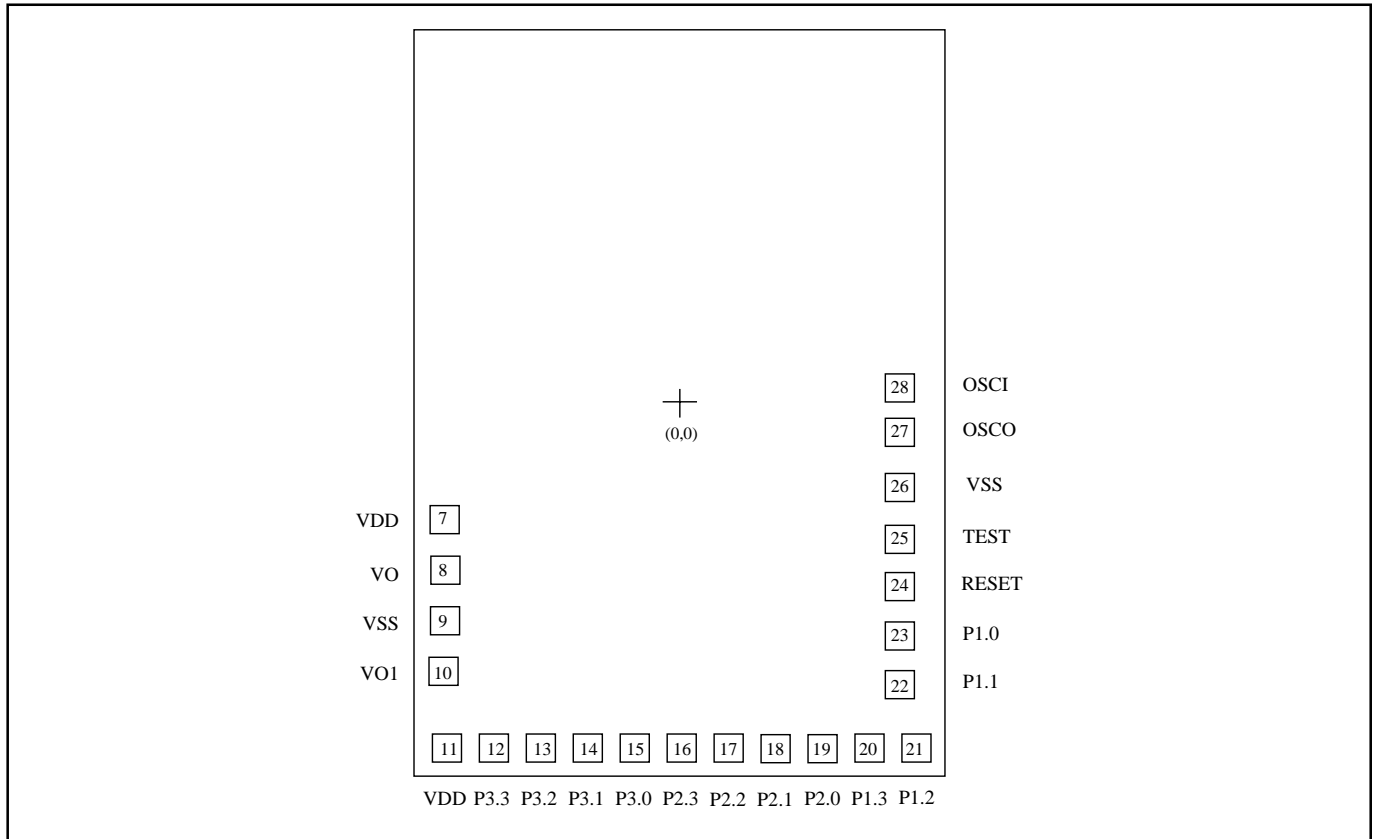 28 OSCI
27 OSCO
(0,0)
26 VSS
VDD 7
25 TEST
VO 8
24 RESET
VSS 9
23 P1.0
VO1 10
22 P1.1
11 12 13 14 15 16 17 18 19 20 21
VDD P3.3 P3.2 P3.1 P3.0 P2.3 P2.2 P2.1 P2.0 P1.3 P1.2